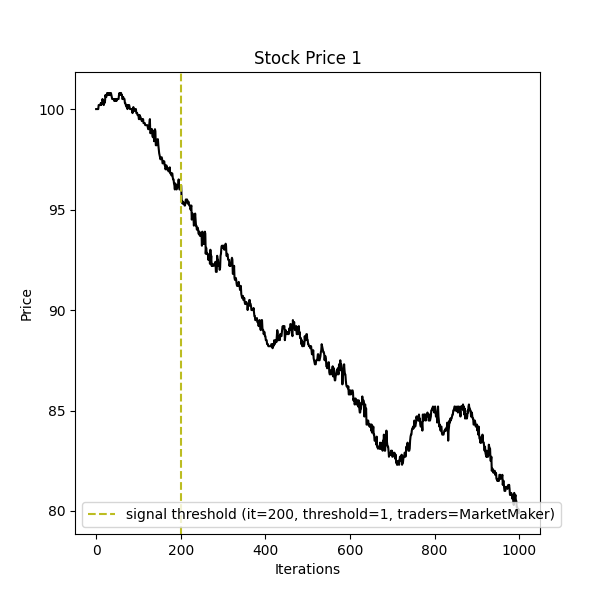 Stock Price 1
Price
100
95
90
85
80
signal threshold (it=200, threshold=1, traders=MarketMaker)
0 200 400 600 800 1000
Iterations